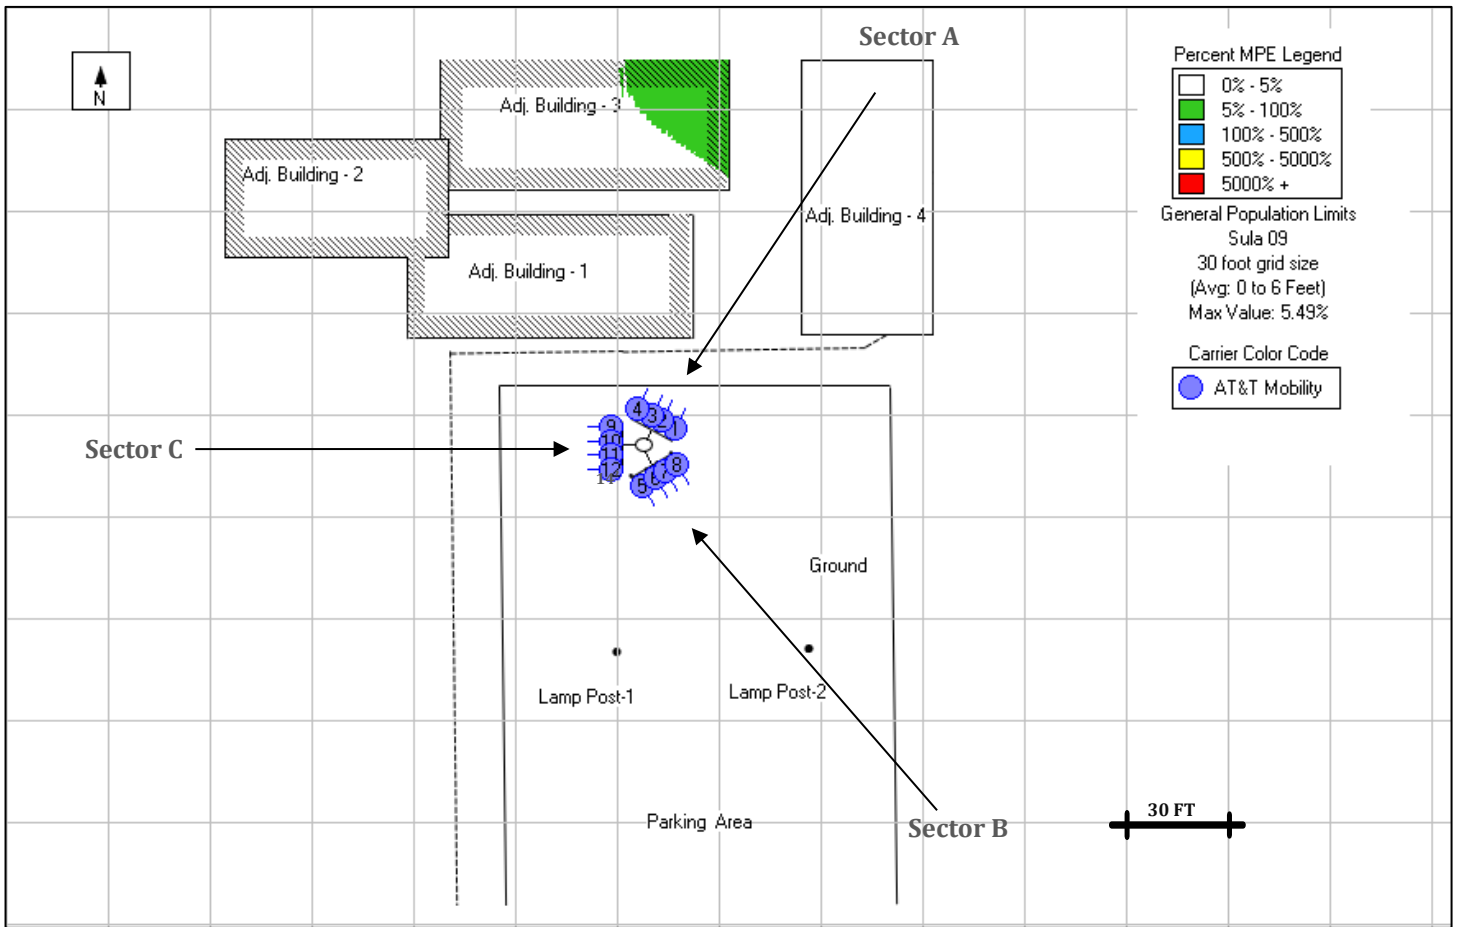 Sector A
Percent MPE Legend
0% - 5%
5% - 100%
100% - 500%
500% - 5000%
5000% +
General Population Limits
Sula 09
30 foot grid size
(Avg: 0 to 6 Feet)
Max Value: 5.49%
Carrier Color Code
AT&T Mobility
N
Adj. Building - 3
Adj. Building - 2
Adj. Building - 4
Adj. Building - 1
4
3
2
1
9
10
11
12
Sector C
8
7
6
5
Ground
Lamp Post-1
Lamp Post-2
Parking Area
Sector B
30 FT